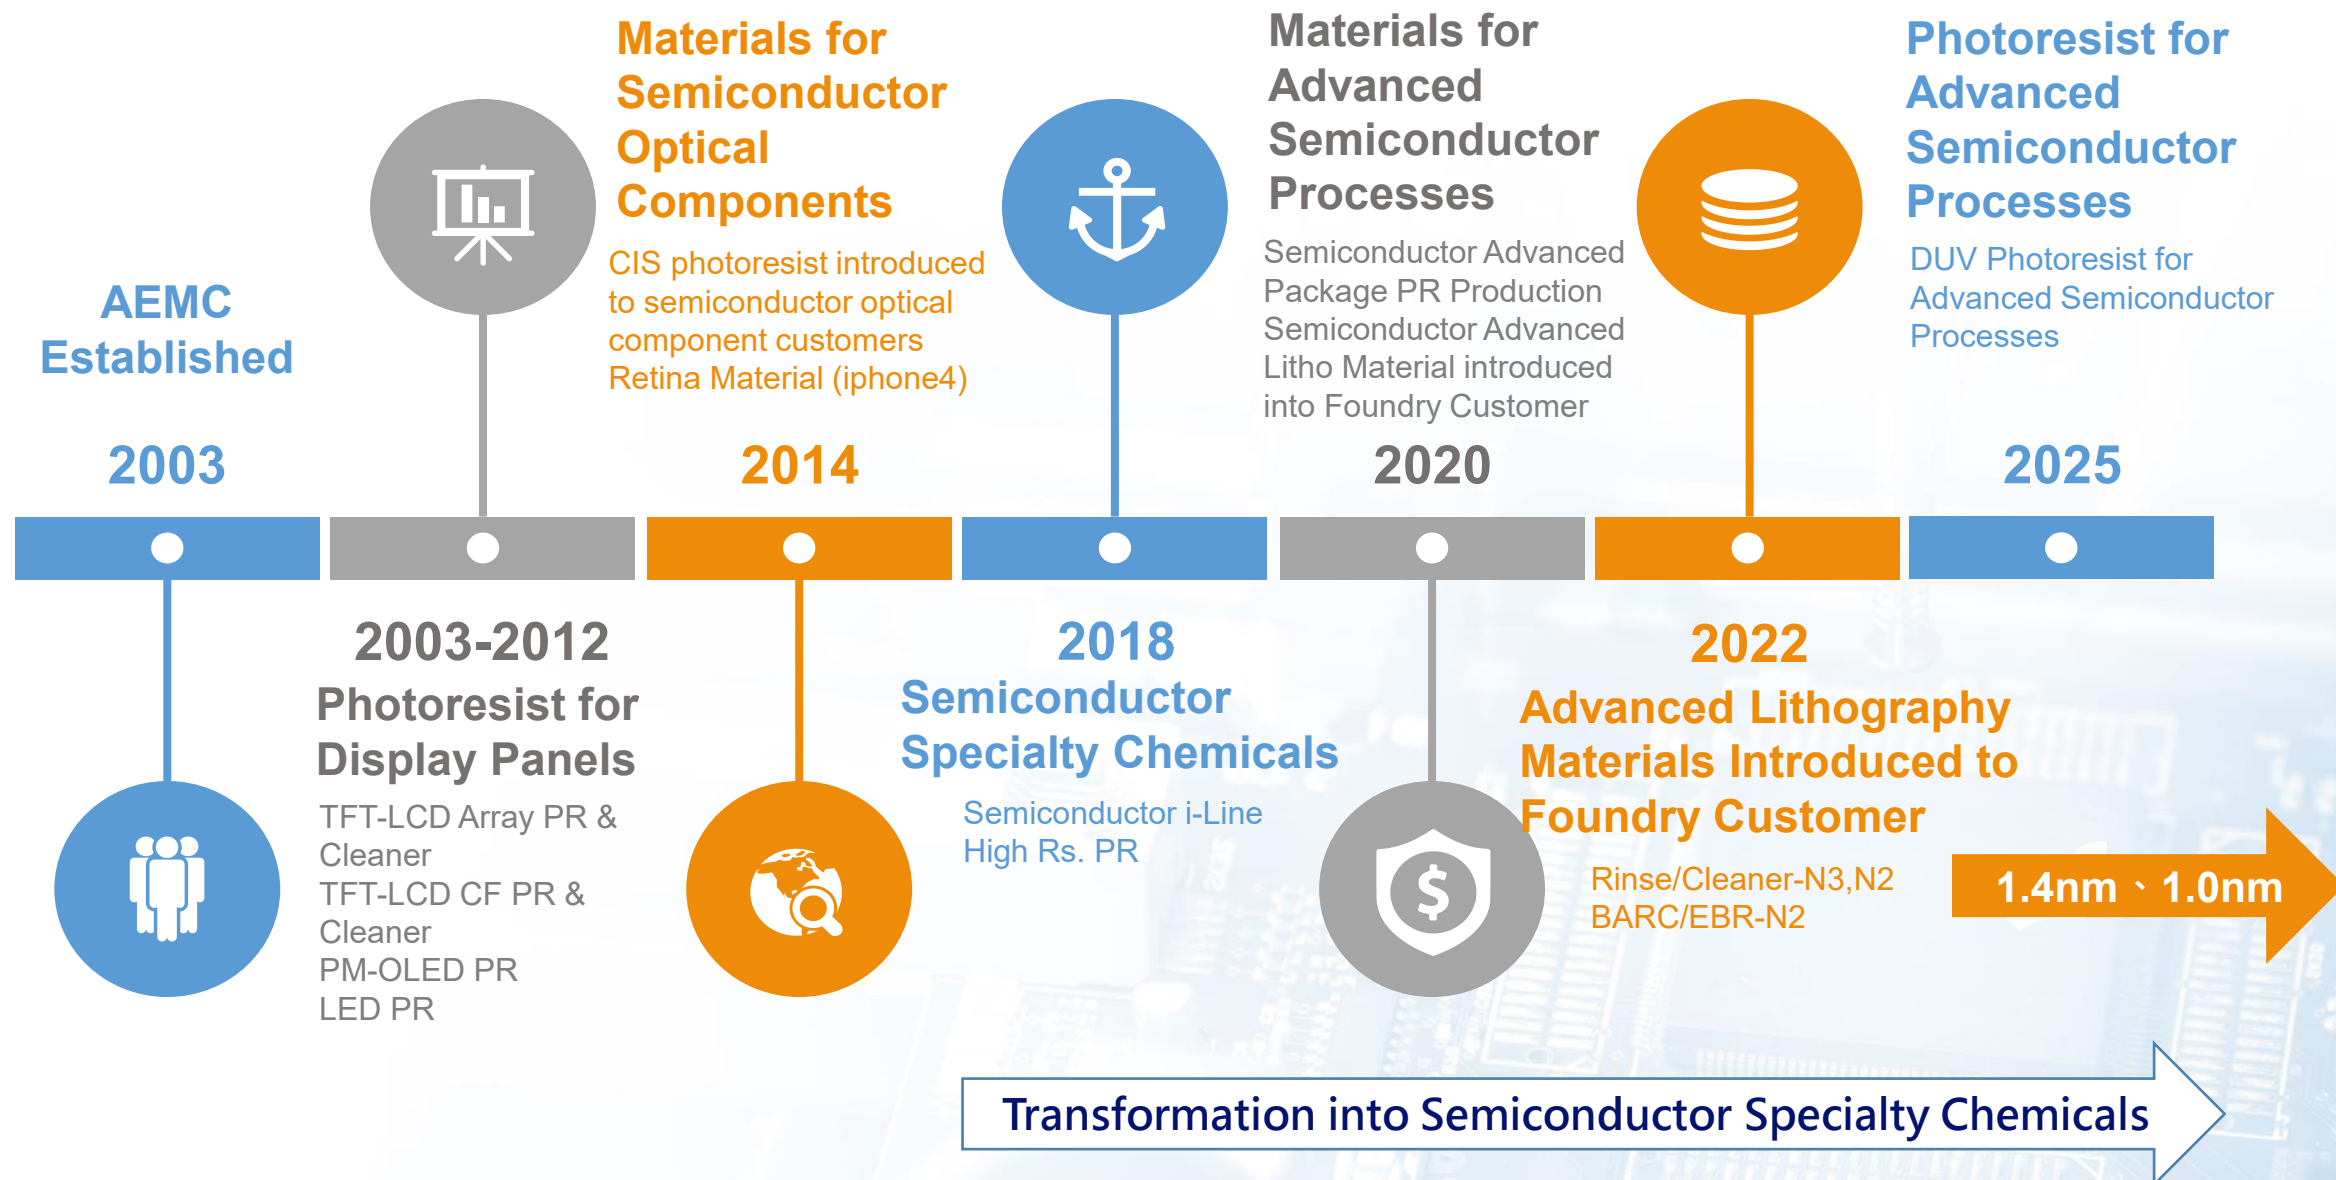 AEMC
Established
2003
2003-2012
Photoresist for
Display Panels
TFT-LCD Array PR &
Cleaner
TFT-LCD CF PR &
Cleaner
PM-OLED PR
LED PR
Materials for
Semiconductor
Optical
Components
CIS photoresist introduced
to semiconductor optical
component customers
Retina Material (iphone4)
2014
2018
Semiconductor
Specialty Chemicals
Semiconductor i-Line
High Rs. PR
Materials for
Advanced
Semiconductor
Processes
Semiconductor Advanced
Package PR Production
Semiconductor Advanced
Litho Material introduced
into Foundry Customer
2020
$
2022
Advanced Lithography
Materials Introduced to
Foundry Customer
Rinse/Cleaner-N3,N2
BARC/EBR-N2
Photoresist for
Advanced
Semiconductor
Processes
DUV Photoresist for
Advanced Semiconductor
Processes
2025
1.4nm、1.0nm
Transformation into Semiconductor Specialty Chemicals